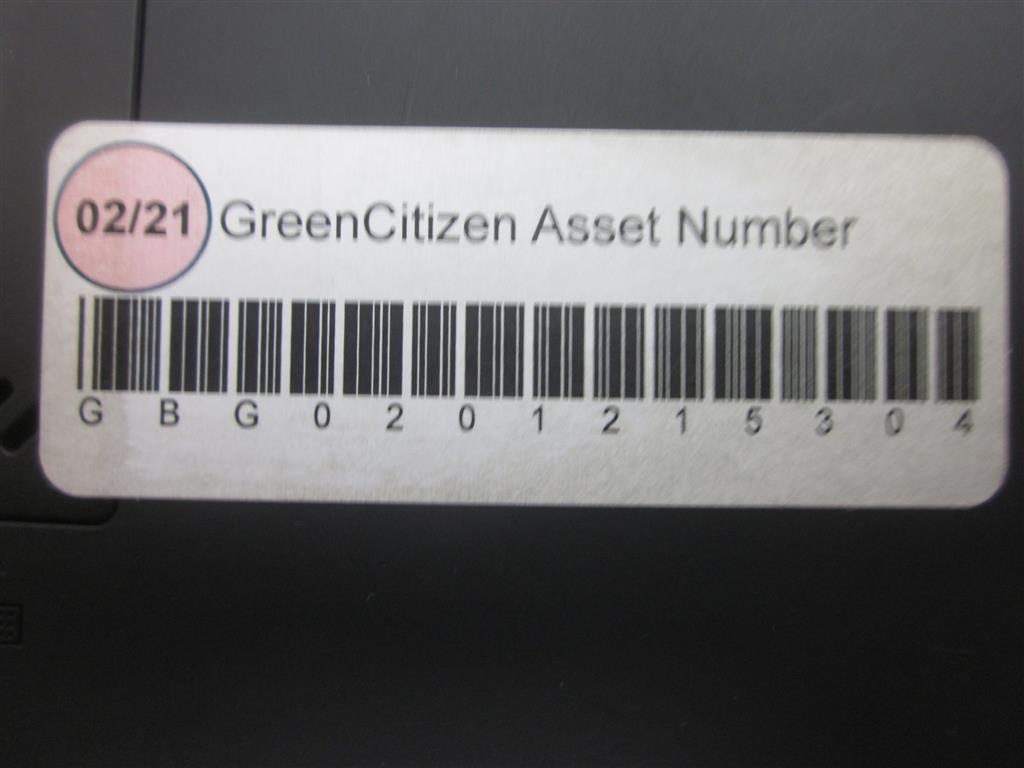 02/21 GreenCitizen Asset Number
G B G 0 2 0 1 2 1 5 3 0 4